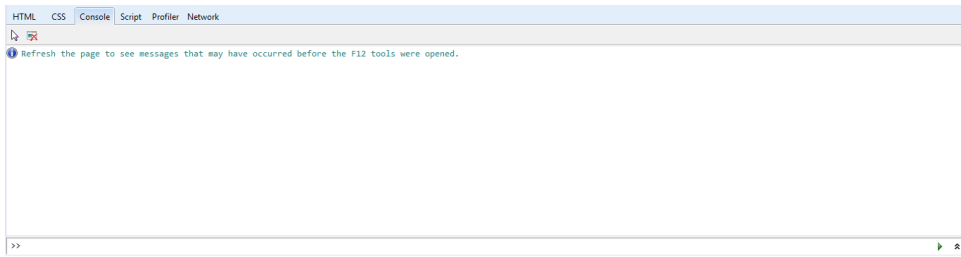 HTML CSS Console Script Profiler Network
Refresh the page to see messages that may have occurred before the F12 tools were opened.
>>